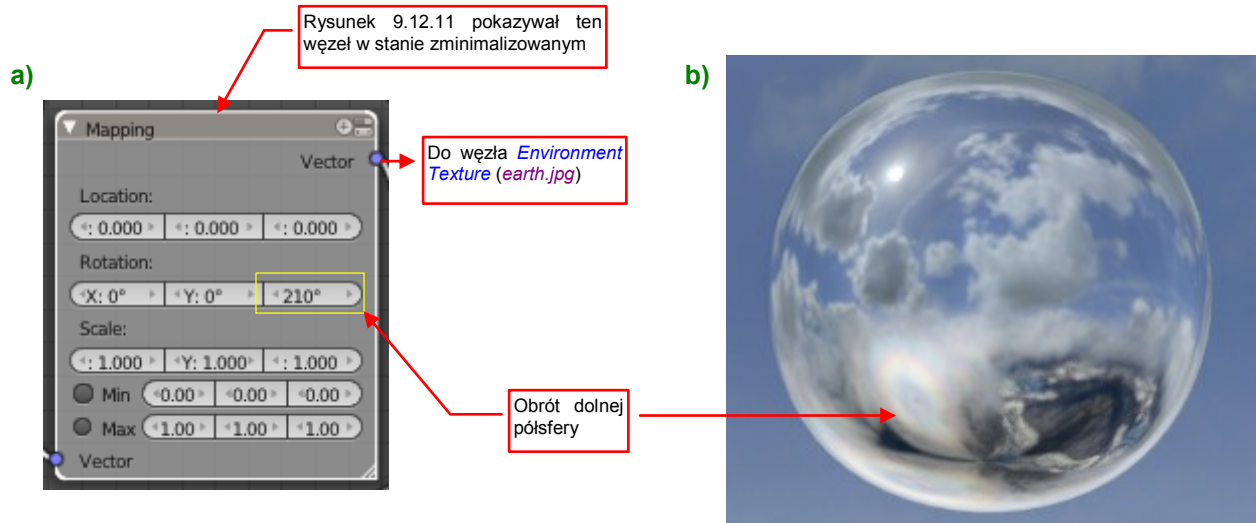 Rysunek 9.12.11 pokazywał ten
węzeł w stanie zminimalizowanym
a)
b)
Mapping
Vector
Do węzła Environment
Texture (earth.jpg)
Location:
: 0.000 : 0.000 : 0.000
Rotation:
X: 0° Y: 0° 210°
Scale:
: 1.000 Y: 1.000 : 1.000
Min 0.00 0.00 0.00
Max 1.00 1.00 1.00
Vector
Obrót dolnej
półsfery